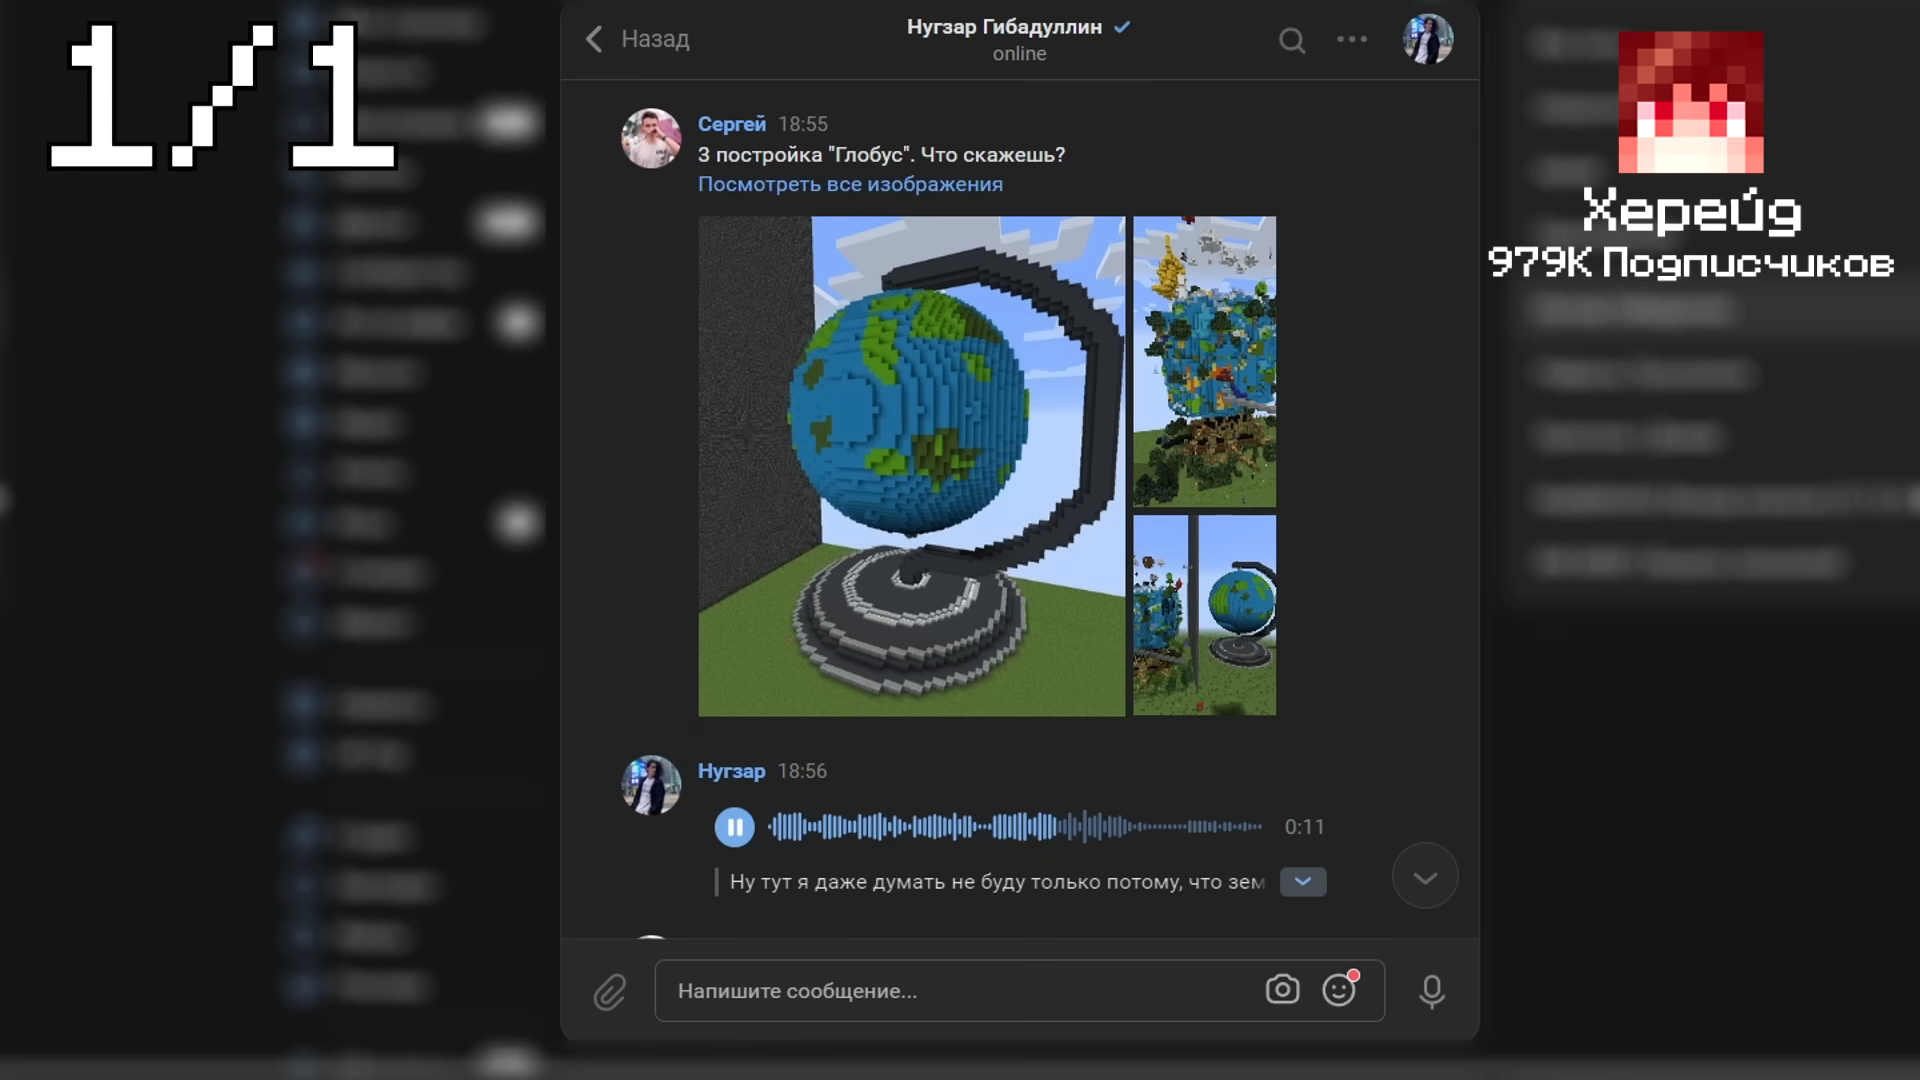 1/1
Назад
Нугзар Гибадуллин
online
Сергей 18:55
3 постройка "Глобус". Что скажешь?
Посмотреть все изображения
Нугзар 18:56
0:11
Ну тут я даже думать не буду только потому, что зем
Напишите сообщение...
Херейд
979K Подписчиков